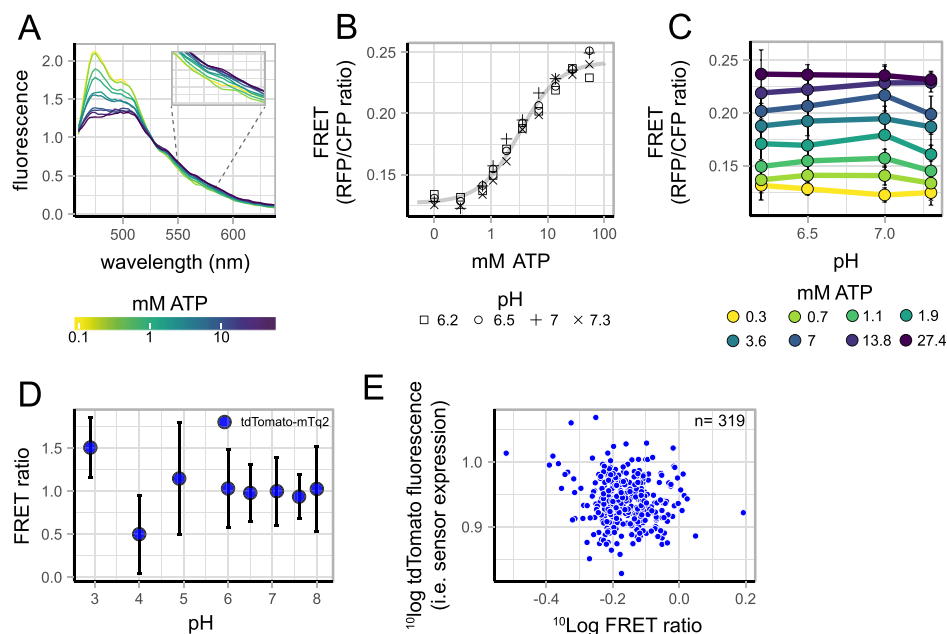 A
fluorescence
2.0
1.5
1.0
0.5
0.0
500
550
600
wavelength (nm)
mM ATP
0.1
1
10
B
FRET
(RFP/CFP ratio)
0.25
0.20
0.15
0
1
10
100
mM ATP
pH
6.2
6.5
7
7.3
C
FRET
(RFP/CFP ratio)
0.25
0.20
0.15
6.5
7.0
pH
mM ATP
0.3
0.7
1.1
1.9
3.6
7
13.8
27.4
D
FRET ratio
1.5
1.0
0.5
0.0
tdTomato-mTq2
3
4
5
6
7
8
pH
E
¹⁰log tdTomato fluorescence
(i.e. sensor expression)
1.0
0.9
n= 319
-0.4
-0.2
0.0
0.2
¹⁰Log FRET ratio